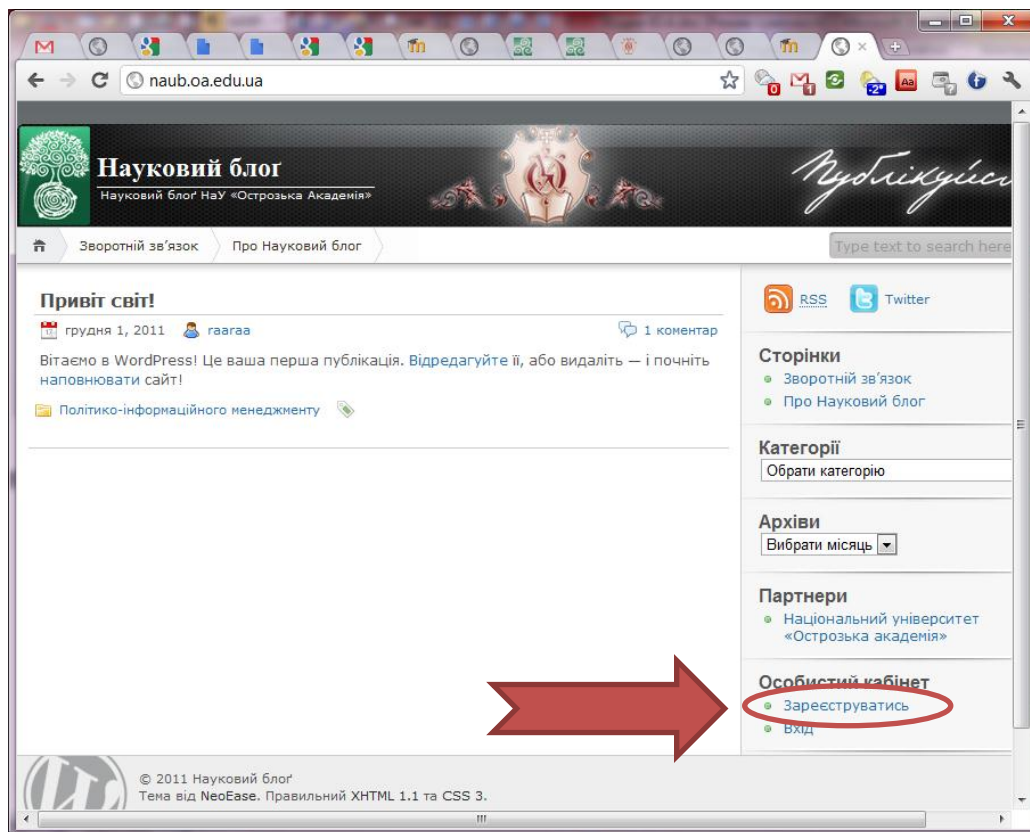 naub.oa.edu.ua
Науковий блоґ
Науковий блоґ НаУ «Острозька Академія»
Публікуйся
Зворотній зв’язок
Про Науковий блог
Type text to search here
Привіт світ!
грудня 1, 2011
raaraa
1 коментар
Вітаємо в WordPress! Це ваша перша публікація. Відредагуйте її, або видаліть — і почніть
наповнювати сайт!
Політико-інформаційного менеджменту
RSS
Twitter
Сторінки
Зворотній зв’язок
Про Науковий блог
Категорії
Обрати категорію
Архіви
Вибрати місяць
Партнери
Національний університет
«Острозька академія»
Особистий кабінет
Зареєструватись
Вхід
© 2011 Науковий блоґ
Тема від NeoEase. Правильний XHTML 1.1 та CSS 3.